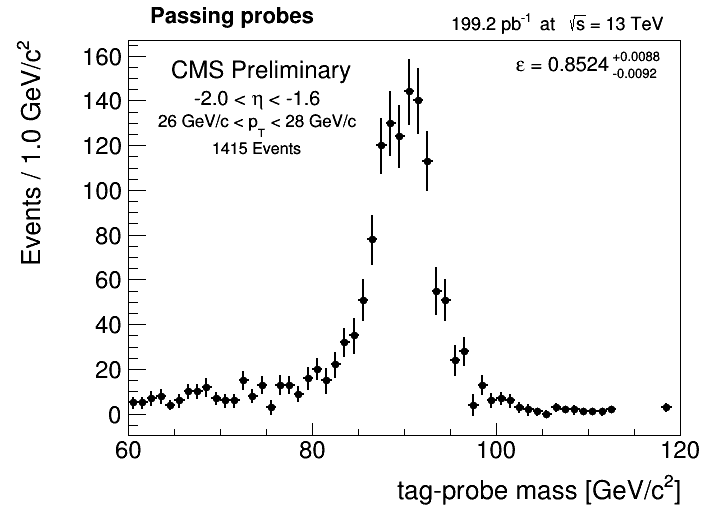 Passing probes
199.2 pb⁻¹ at √s = 13 TeV
CMS Preliminary
-2.0 < η < -1.6
26 GeV/c < p_T < 28 GeV/c
1415 Events
ε = 0.8524 +0.0088 -0.0092
Events / 1.0 GeV/c²
160
140
120
100
80
60
40
20
0
60 80 100 120
tag-probe mass [GeV/c²]